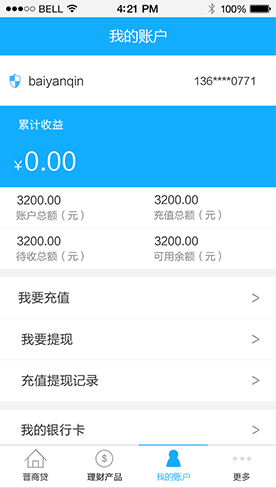 BELL 4:21 PM 100%
我的账户
baiyanqin 136****0771
累计收益
¥0.00
3200.00 3200.00
账户总额（元） 充值总额（元）
3200.00 3200.00
待收总额（元） 可用余额（元）
我要充值 >
我要提现 >
充值提现记录 >
我的银行卡 >
晋商贷 理财产品 我的账户 更多